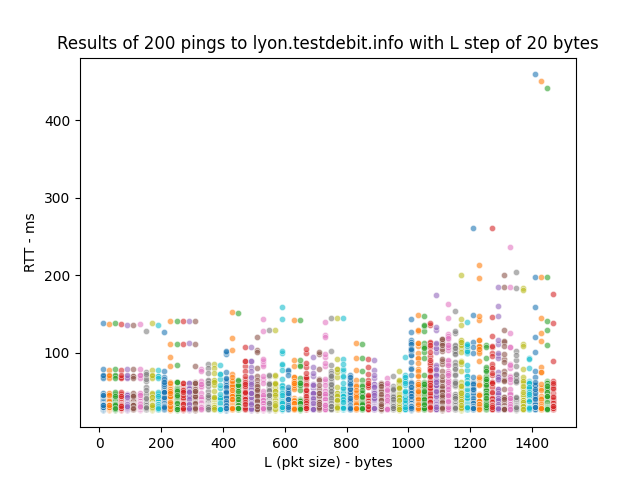 Results of 200 pings to lyon.testdebit.info with L step of 20 bytes
RTT - ms
400
300
200
100
0 200 400 600 800 1000 1200 1400
L (pkt size) - bytes